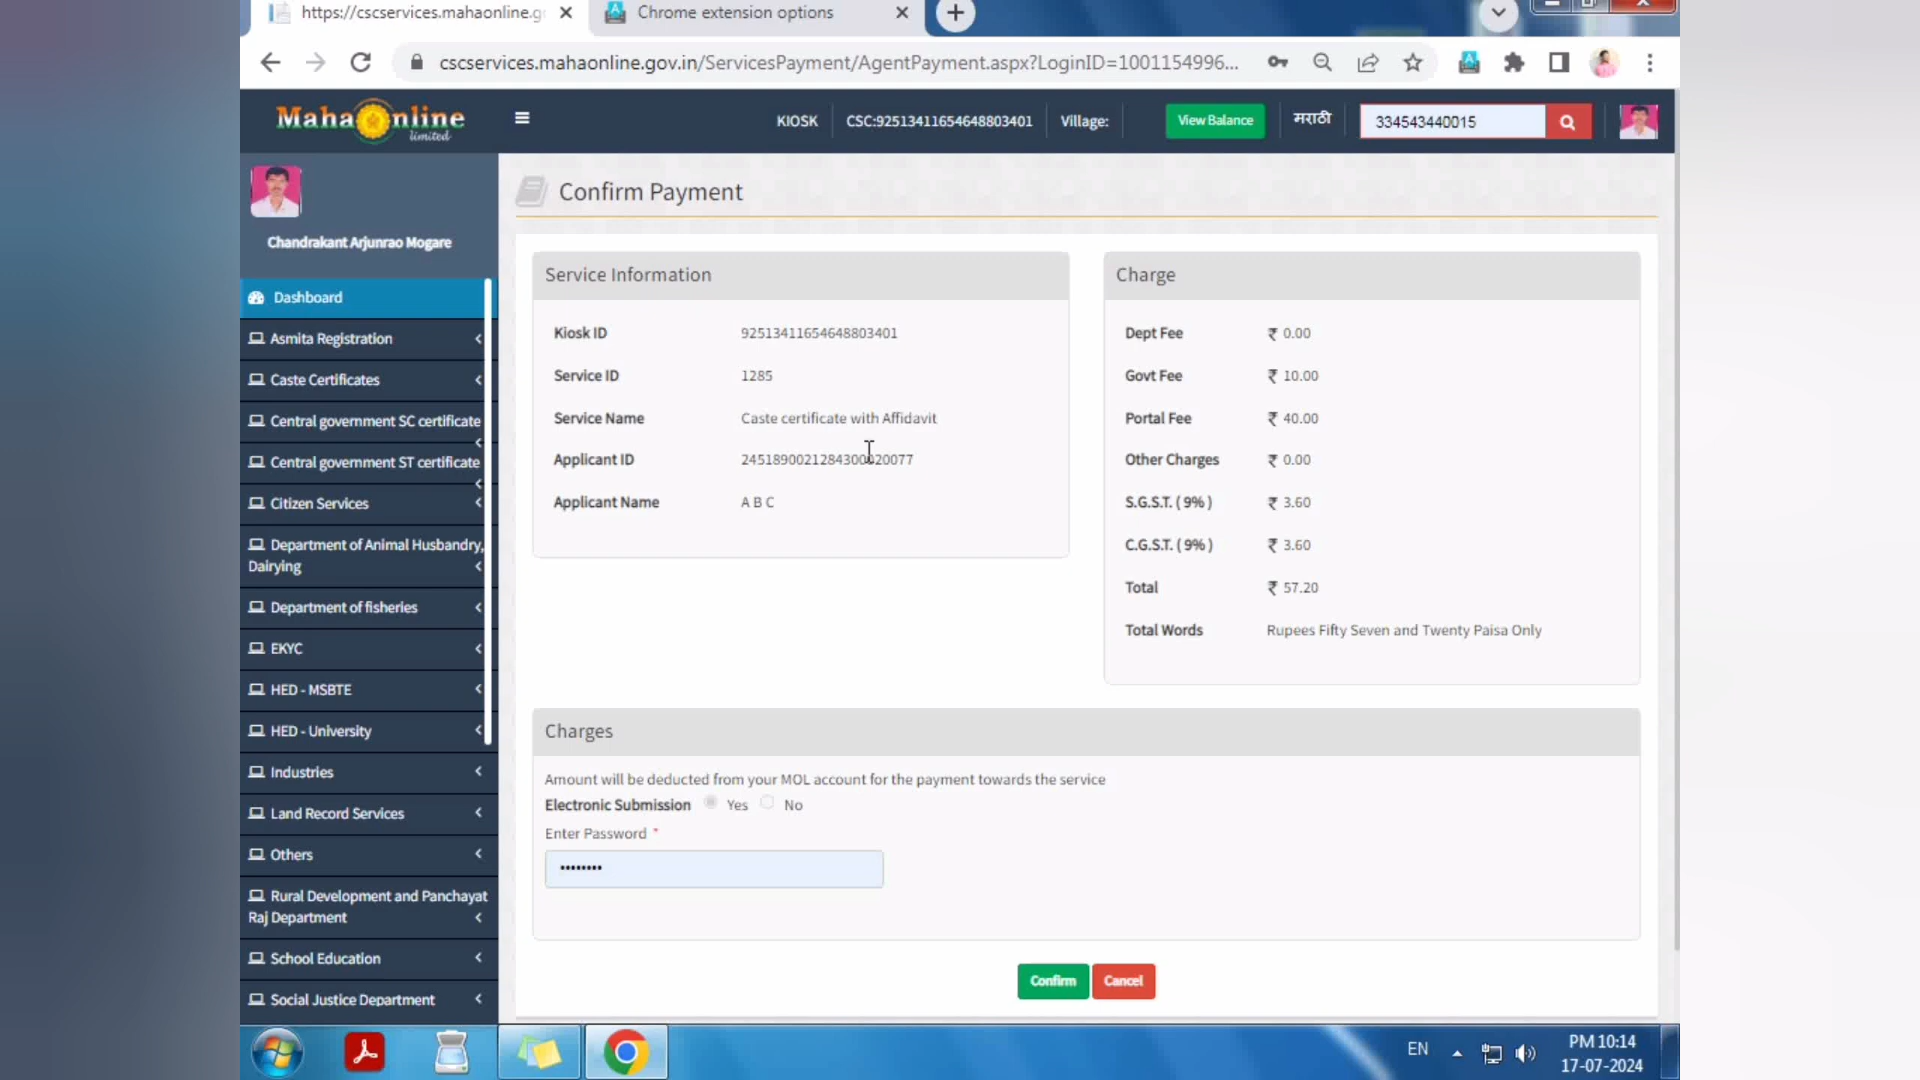 https://cscservices.mahaonline.g
Chrome extension options
cscservices.mahaonline.gov.in/ServicesPayment/AgentPayment.aspx?LoginID=1001154996...
MahaOnline
limited
KIOSK
CSC:92513411654648803401
Village:
View Balance
मराठी
334543440015
Chandrakant Arjunrao Mogare
Dashboard
Asmita Registration
Caste Certificates
Central government SC certificate
Central government ST certificate
Citizen Services
Department of Animal Husbandry,
Dairying
Department of fisheries
EKYC
HED - MSBTE
HED - University
Industries
Land Record Services
Others
Rural Development and Panchayat
Raj Department
School Education
Social Justice Department
Confirm Payment
Service Information
Kiosk ID 92513411654648803401
Service ID 1285
Service Name Caste certificate with Affidavit
Applicant ID 2451890021284300020077
Applicant Name A B C
Charge
Dept Fee ₹ 0.00
Govt Fee ₹ 10.00
Portal Fee ₹ 40.00
Other Charges ₹ 0.00
S.G.S.T. ( 9% ) ₹ 3.60
C.G.S.T. ( 9% ) ₹ 3.60
Total ₹ 57.20
Total Words Rupees Fifty Seven and Twenty Paisa Only
Charges
Amount will be deducted from your MOL account for the payment towards the service
Electronic Submission Yes No
Enter Password *
••••••••
Confirm
Cancel
EN
PM 10:14
17-07-2024